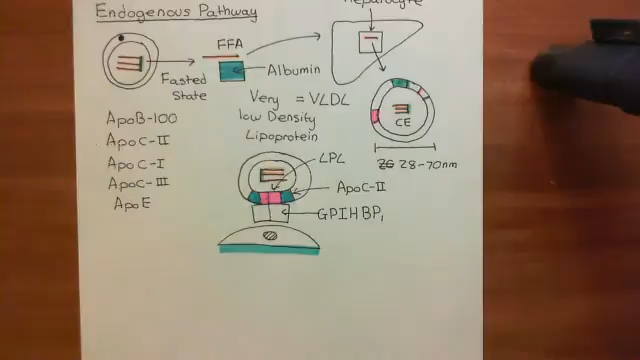 Endogenous Pathway
Hepatocyte
FFA
Albumin
Fasted
State
Very = VLDL
low Density
Lipoprotein
CE
28-70nm
ApoB-100
ApoC-II
ApoC-I
ApoC-III
ApoE
LPL
ApoC-II
GPIHBP1